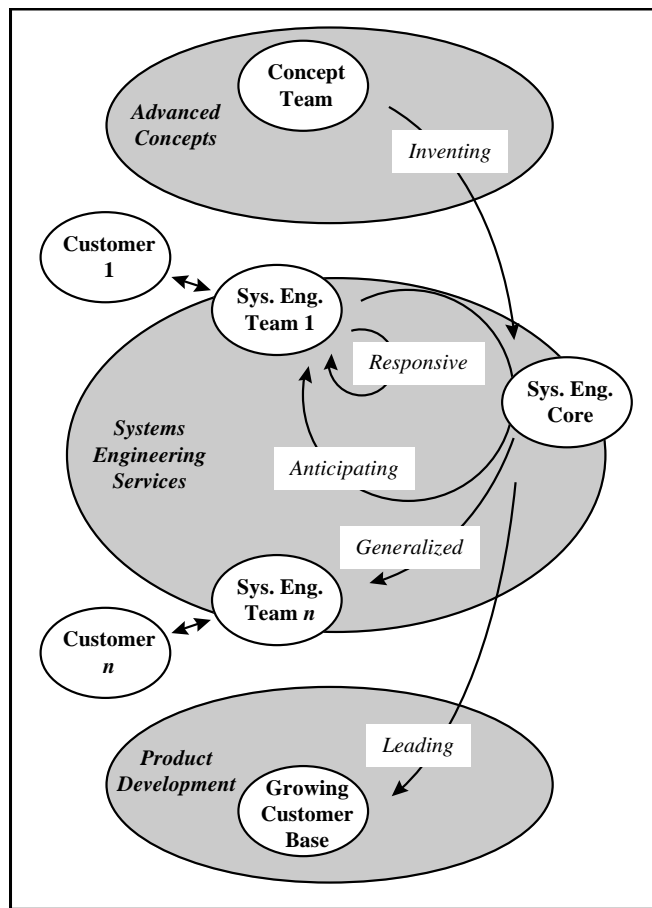 Concept
Team
Advanced
Concepts
Inventing
Customer
1
Sys. Eng.
Team 1
Responsive
Sys. Eng.
Core
Systems
Engineering
Services
Anticipating
Generalized
Sys. Eng.
Team n
Customer
n
Leading
Product
Development
Growing
Customer
Base